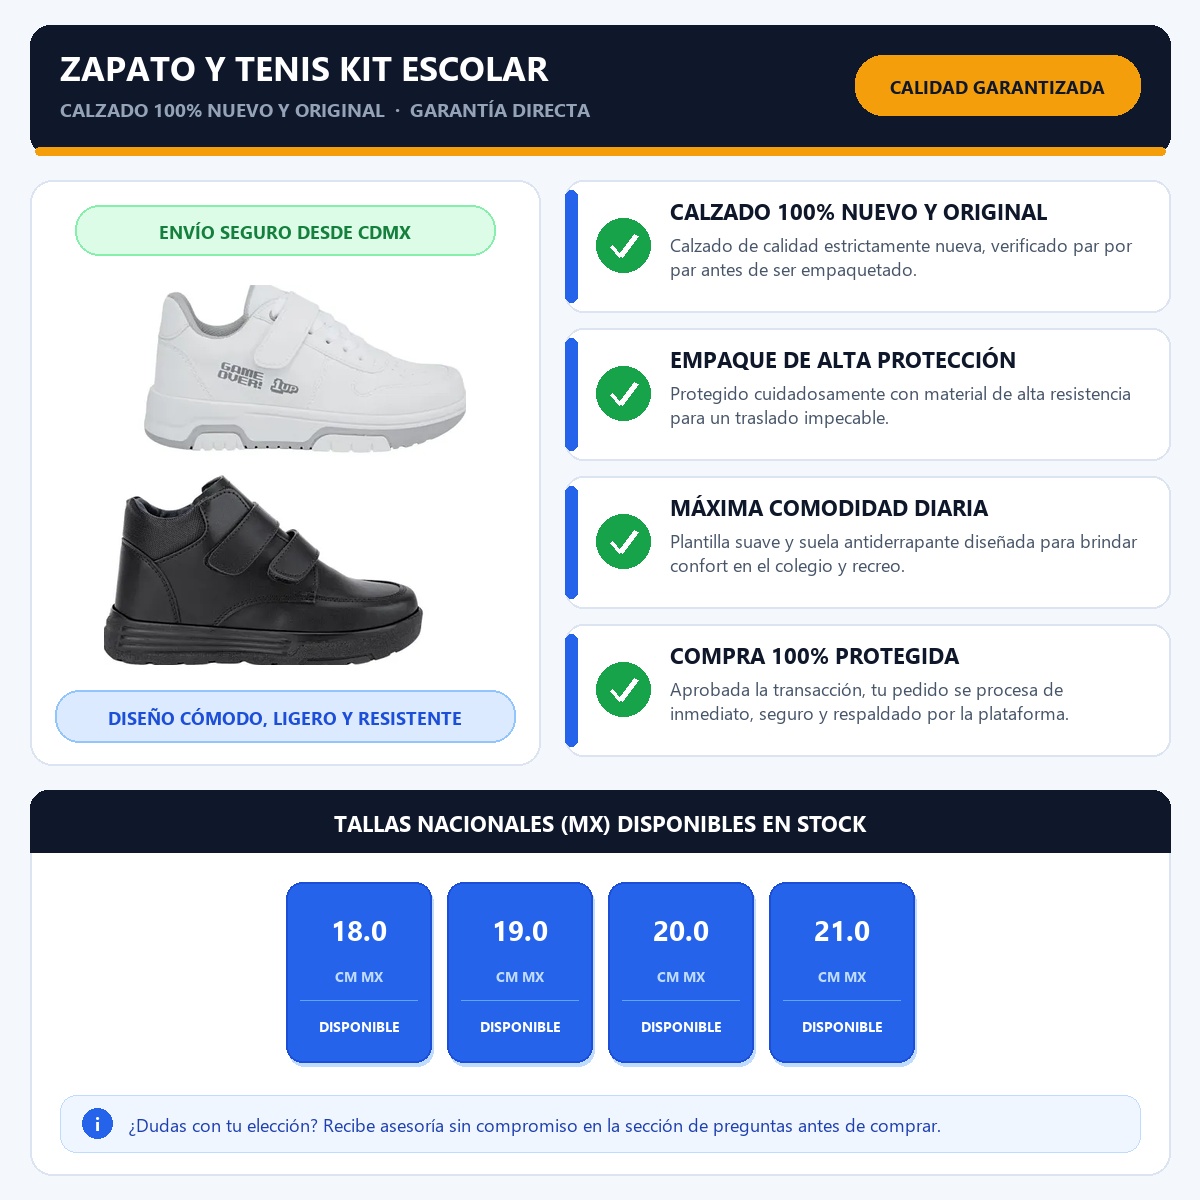 ZAPATO Y TENIS KIT ESCOLAR
CALZADO 100% NUEVO Y ORIGINAL · GARANTÍA DIRECTA
CALIDAD GARANTIZADA
ENVÍO SEGURO DESDE CDMX
GAME
OVER!
1UP
DISEÑO CÓMODO, LIGERO Y RESISTENTE
CALZADO 100% NUEVO Y ORIGINAL
Calzado de calidad estrictamente nueva, verificado par por
par antes de ser empaquetado.
EMPAQUE DE ALTA PROTECCIÓN
Protegido cuidadosamente con material de alta resistencia
para un traslado impecable.
MÁXIMA COMODIDAD DIARIA
Plantilla suave y suela antiderrapante diseñada para brindar
confort en el colegio y recreo.
COMPRA 100% PROTEGIDA
Aprobada la transacción, tu pedido se procesa de
inmediato, seguro y respaldado por la plataforma.
TALLAS NACIONALES (MX) DISPONIBLES EN STOCK
18.0
CM MX
DISPONIBLE
19.0
CM MX
DISPONIBLE
20.0
CM MX
DISPONIBLE
21.0
CM MX
DISPONIBLE
i
¿Dudas con tu elección? Recibe asesoría sin compromiso en la sección de preguntas antes de comprar.